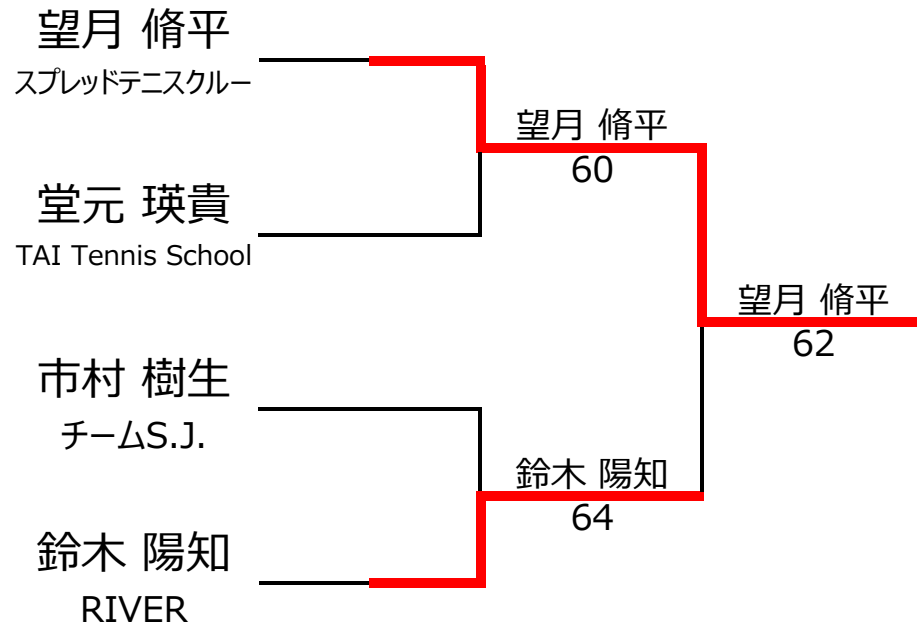 望月 脩平
スプレッドテニスクルー
望月 脩平
60
堂元 瑛貴
TAI Tennis School
望月 脩平
62
市村 樹生
チームS.J.
鈴木 陽知
64
鈴木 陽知
RIVER